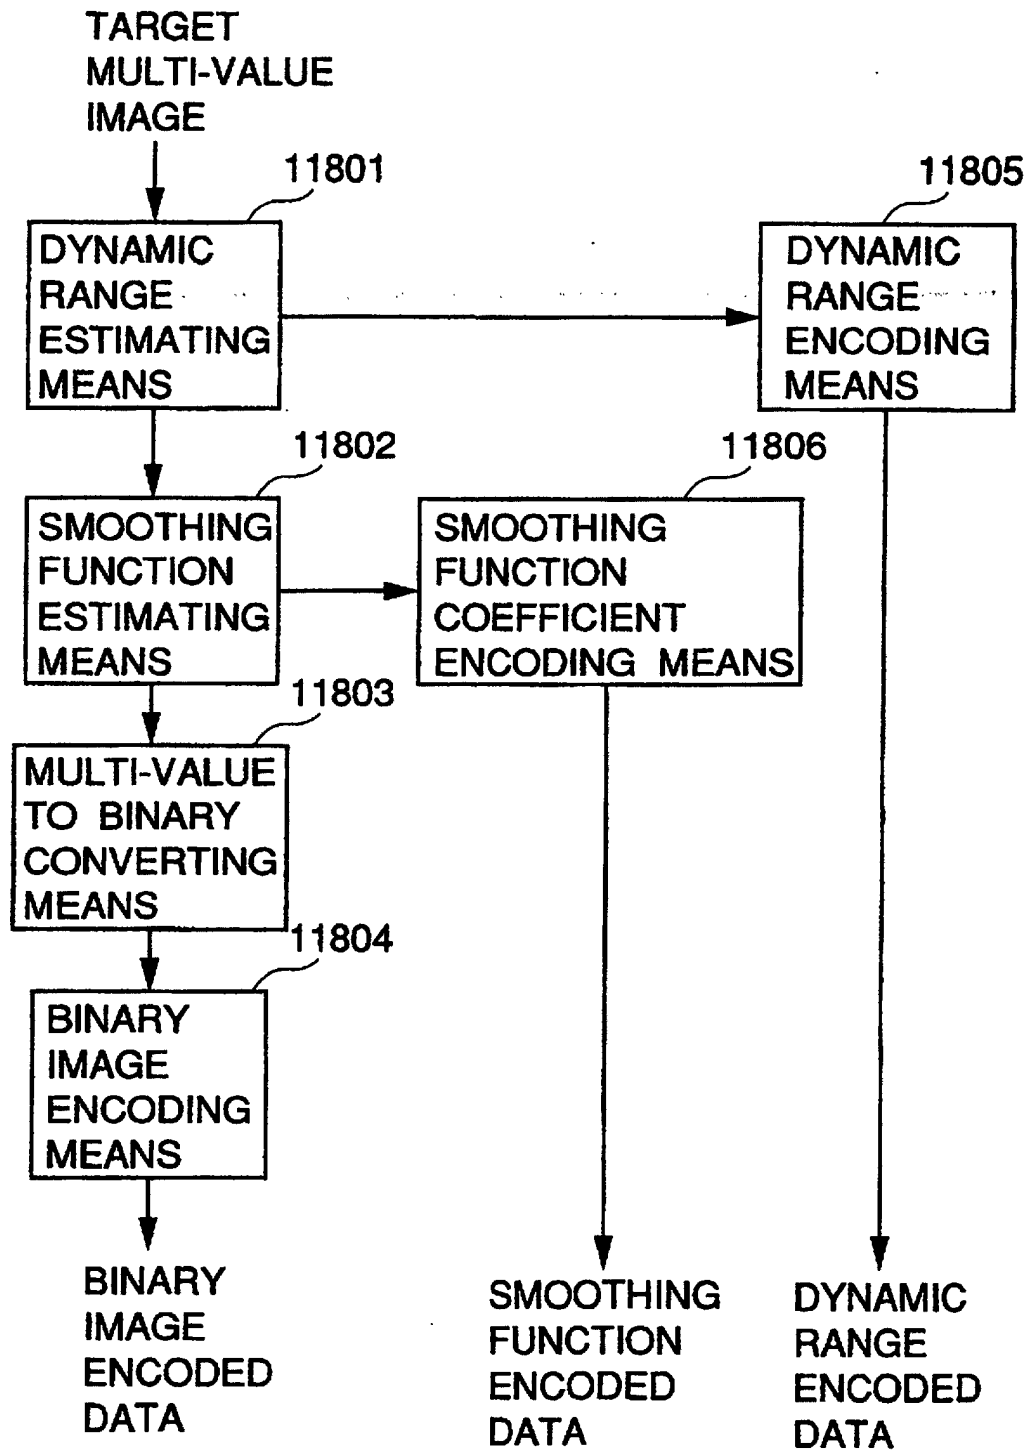 TARGET
MULTI-VALUE
IMAGE
11801
DYNAMIC
RANGE
ESTIMATING
MEANS
11805
DYNAMIC
RANGE
ENCODING
MEANS
11802
SMOOTHING
FUNCTION
ESTIMATING
MEANS
11806
SMOOTHING
FUNCTION
COEFFICIENT
ENCODING MEANS
11803
MULTI-VALUE
TO BINARY
CONVERTING
MEANS
11804
BINARY
IMAGE
ENCODING
MEANS
BINARY
IMAGE
ENCODED
DATA
SMOOTHING
FUNCTION
ENCODED
DATA
DYNAMIC
RANGE
ENCODED
DATA